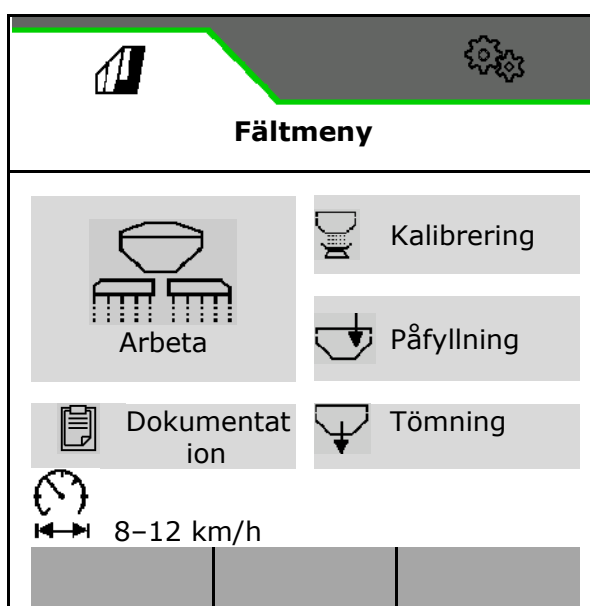 Fältmeny
Kalibrering
Arbeta
Påfyllning
Dokumentat
ion
Tömning
8–12 km/h